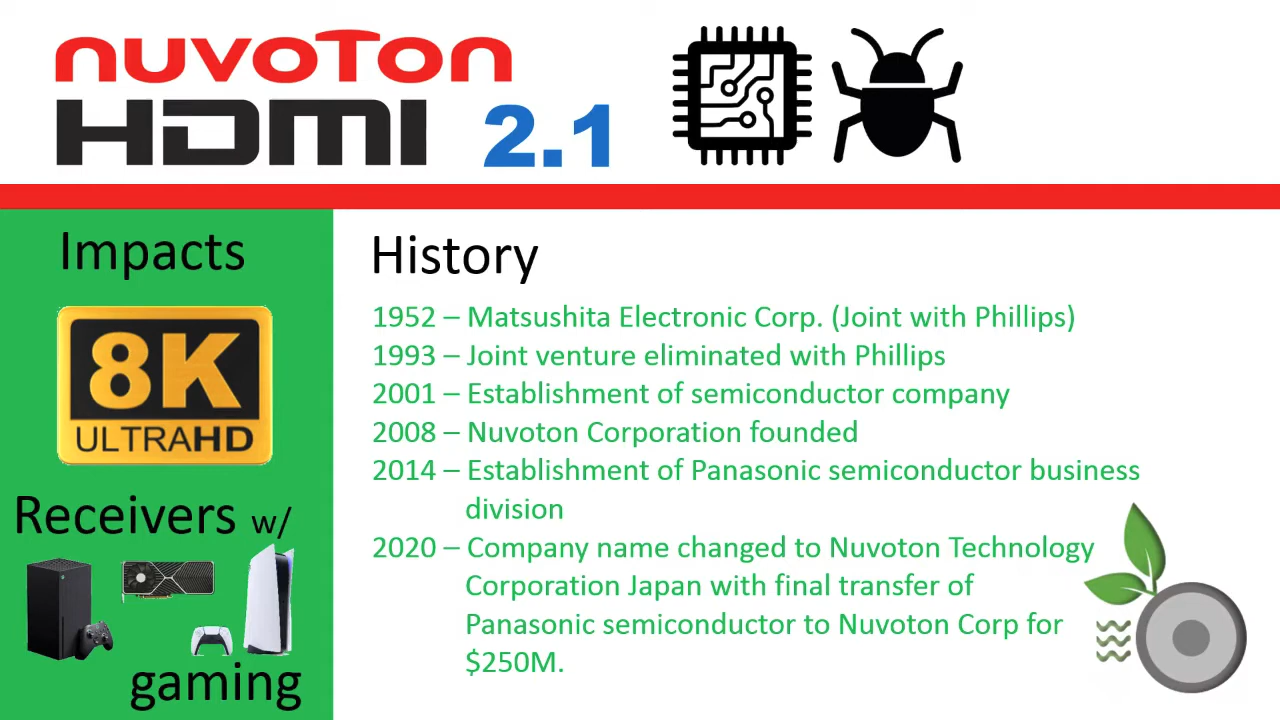 nuvoTon
HDMI 2.1
Impacts
8K
ULTRAHD
Receivers w/
gaming
History
1952 – Matsushita Electronic Corp. (Joint with Phillips)
1993 – Joint venture eliminated with Phillips
2001 – Establishment of semiconductor company
2008 – Nuvoton Corporation founded
2014 – Establishment of Panasonic semiconductor business
division
2020 – Company name changed to Nuvoton Technology
Corporation Japan with final transfer of
Panasonic semiconductor to Nuvoton Corp for
$250M.